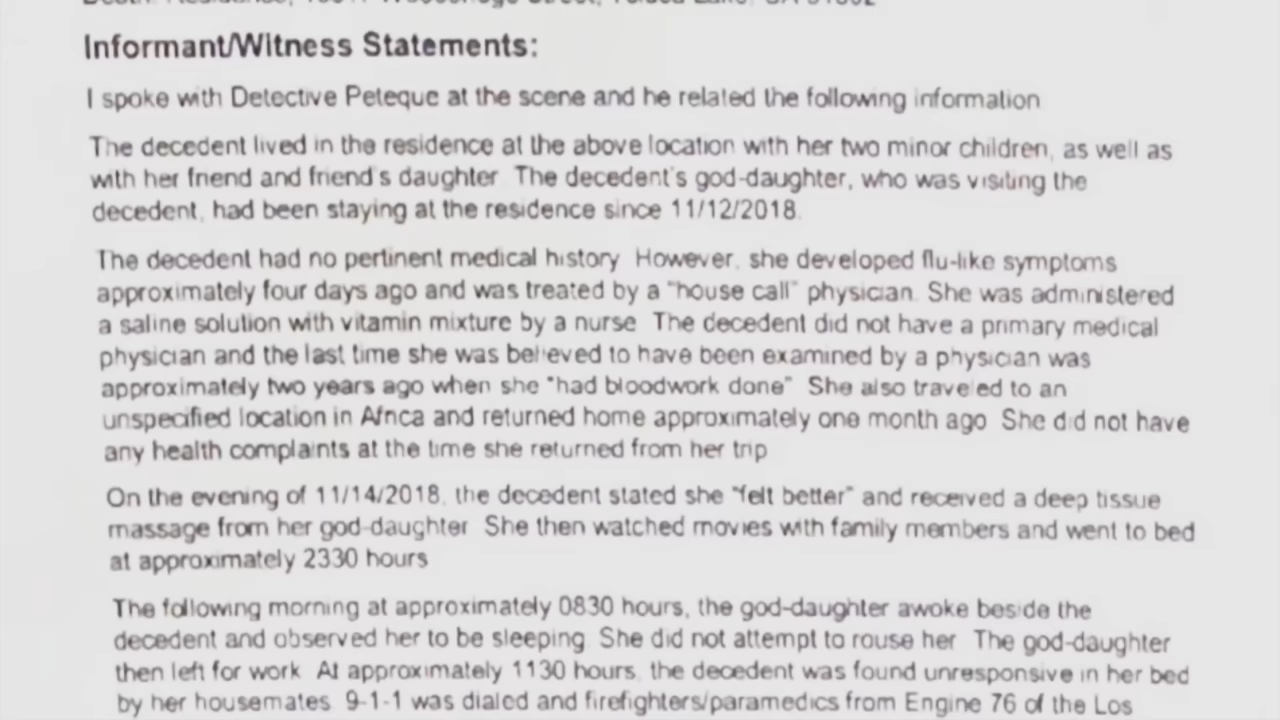 Informant/Witness Statements:
I spoke with Detective Peteque at the scene and he related the following information
The decedent lived in the residence at the above location with her two minor children, as well as
with her friend and friend's daughter The decedent's god-daughter, who was visiting the
decedent, had been staying at the residence since 11/12/2018.
The decedent had no pertinent medical history However, she developed flu-like symptoms
approximately four days ago and was treated by a "house call" physician. She was administered
a saline solution with vitamin mixture by a nurse The decedent did not have a primary medical
physician and the last time she was believed to have been examined by a physician was
approximately two years ago when she "had bloodwork done" She also traveled to an
unspecified location in Africa and returned home approximately one month ago She did not have
any health complaints at the time she returned from her trip
On the evening of 11/14/2018, the decedent stated she "felt better" and received a deep tissue
massage from her god-daughter She then watched movies with family members and went to bed
at approximately 2330 hours
The following morning at approximately 0830 hours, the god-daughter awoke beside the
decedent and observed her to be sleeping. She did not attempt to rouse her The god-daughter
then left for work At approximately 1130 hours, the decedent was found unresponsive in her bed
by her housemates 9-1-1 was dialed and firefighters/paramedics from Engine 76 of the Los